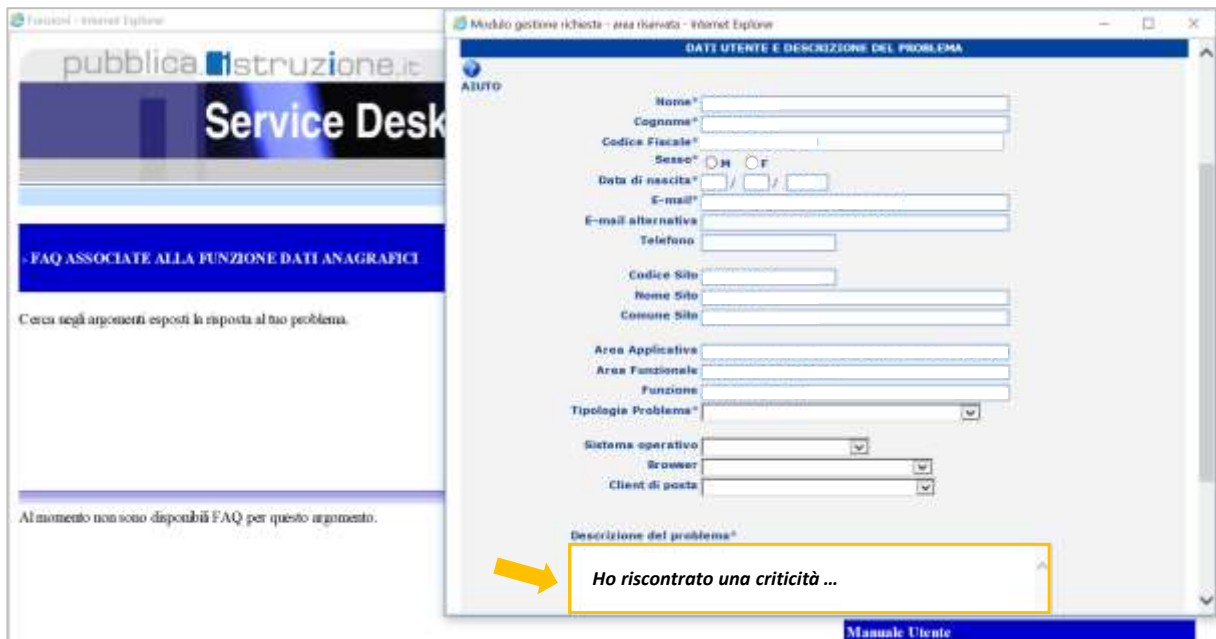 Funzioni - Internet Explorer
pubblica istruzione.it
Service Desk
- FAQ ASSOCIATE ALLA FUNZIONE DATI ANAGRAFICI
Cerca negli argomenti esposti la risposta al tuo problema.
Al momento non sono disponibili FAQ per questo argomento.
Modulo gestione richieste - area riservata - Internet Explorer
DATI UTENTE E DESCRIZIONE DEL PROBLEMA
AIUTO
Nome*
Cognome*
Codice Fiscale*
Sesso* M F
Data di nascita* / /
E-mail*
E-mail alternativa
Telefono
Codice Sito
Nome Sito
Comune Sito
Area Applicativa
Area Funzionale
Funzione
Tipologia Problema*
Sistema operativo
Browser
Client di posta
Descrizione del problema*
Ho riscontrato una criticità ...
Manuale Utente